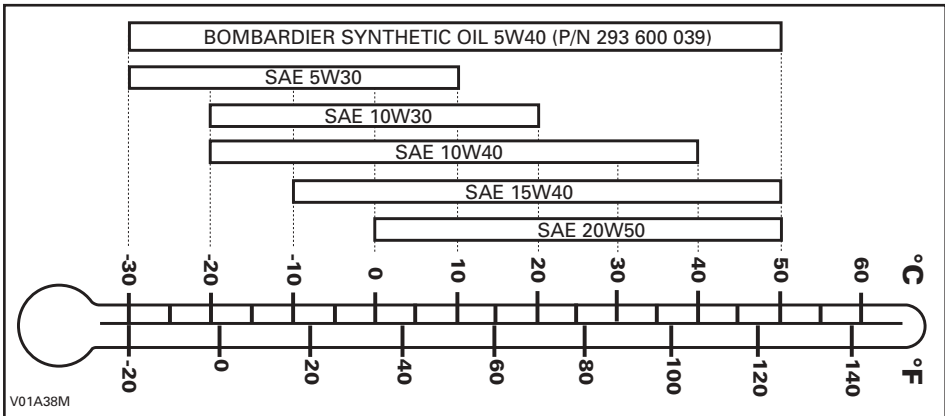 BOMBARDIER SYNTHETIC OIL 5W40 (P/N 293 600 039)
SAE 5W30
SAE 10W30
SAE 10W40
SAE 15W40
SAE 20W50
-30 -20 -10 0 10 20 30 40 50 60 °C
-20 0 20 40 60 80 100 120 140 °F
V01A38M